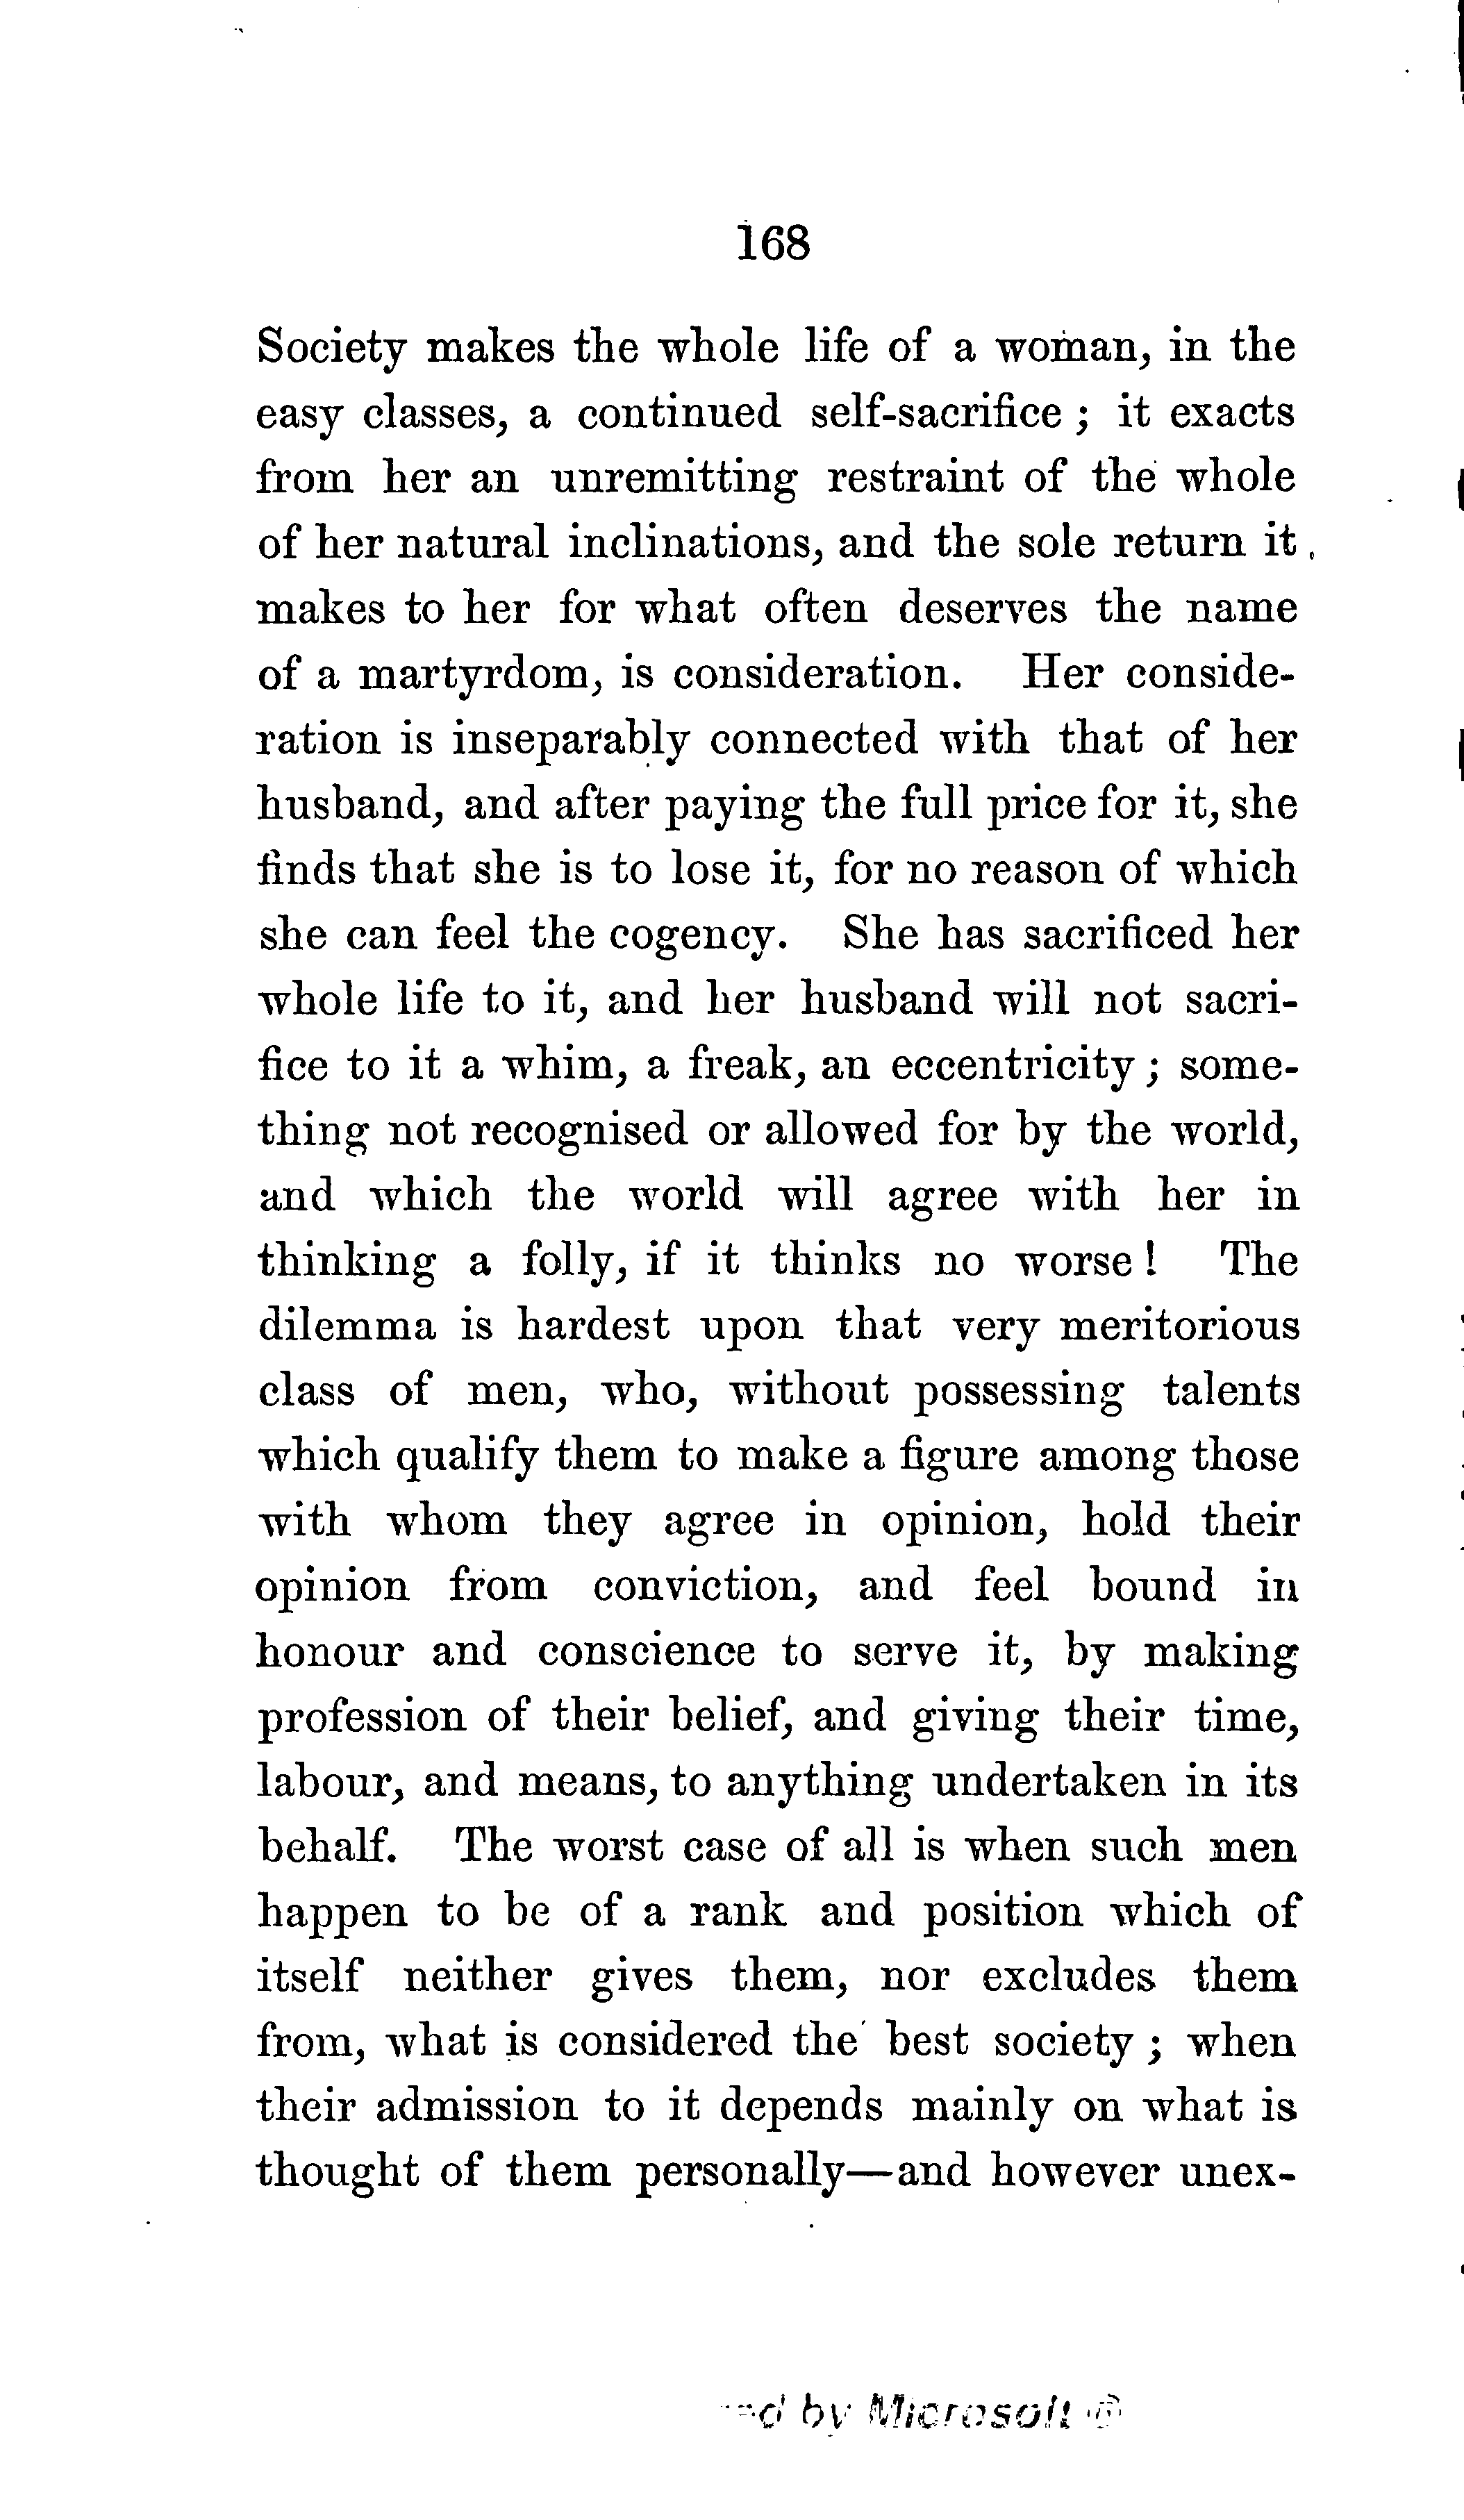 168
Society makes the whole life of a woman, in the
easy classes, a continued self-sacrifice ; it exacts
from her an unremitting restraint of the whole
of her natural inclinations, and the sole return it
makes to her for what often deserves the name
of a martyrdom, is consideration. Her conside-
ration is inseparably connected with that of her
husband, and after paying the full price for it, she
finds that she is to lose it, for no reason of which
she can feel the cogency. She has sacrificed her
whole life to it, and her husband will not sacri-
fice to it a whim, a freak, an eccentricity ; some-
thing not recognised or allowed for by the world,
and which the world will agree with her in
thinking a folly, if it thinks no worse ! The
dilemma is hardest upon that very meritorious
class of men, who, without possessing talents
which qualify them to make a figure among those
with whom they agree in opinion, hold their
opinion from conviction, and feel bound in
honour and conscience to serve it, by making
profession of their belief, and giving their time,
labour, and means, to anything undertaken in its
behalf. The worst case of all is when such men
happen to be of a rank and position which of
itself neither gives them, nor excludes them
from, what is considered the best society ; when
their admission to it depends mainly on what is
thought of them personally—and however unex-
by Microsoft ®